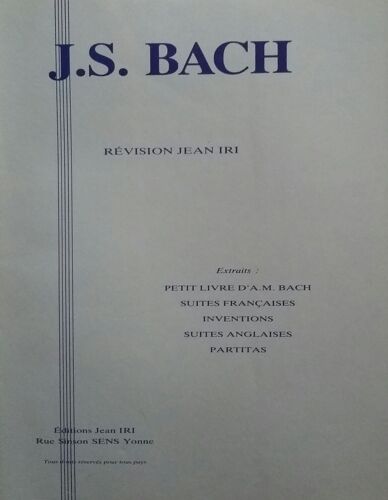 J.S. BACH
RÉVISION JEAN IRI
Extraits :
PETIT LIVRE D'A.M. BACH
SUITES FRANÇAISES
INVENTIONS
SUITES ANGLAISES
PARTITAS
Éditions Jean IRI
Rue Sinson SENS Yonne
Tous droits réservés pour tous pays